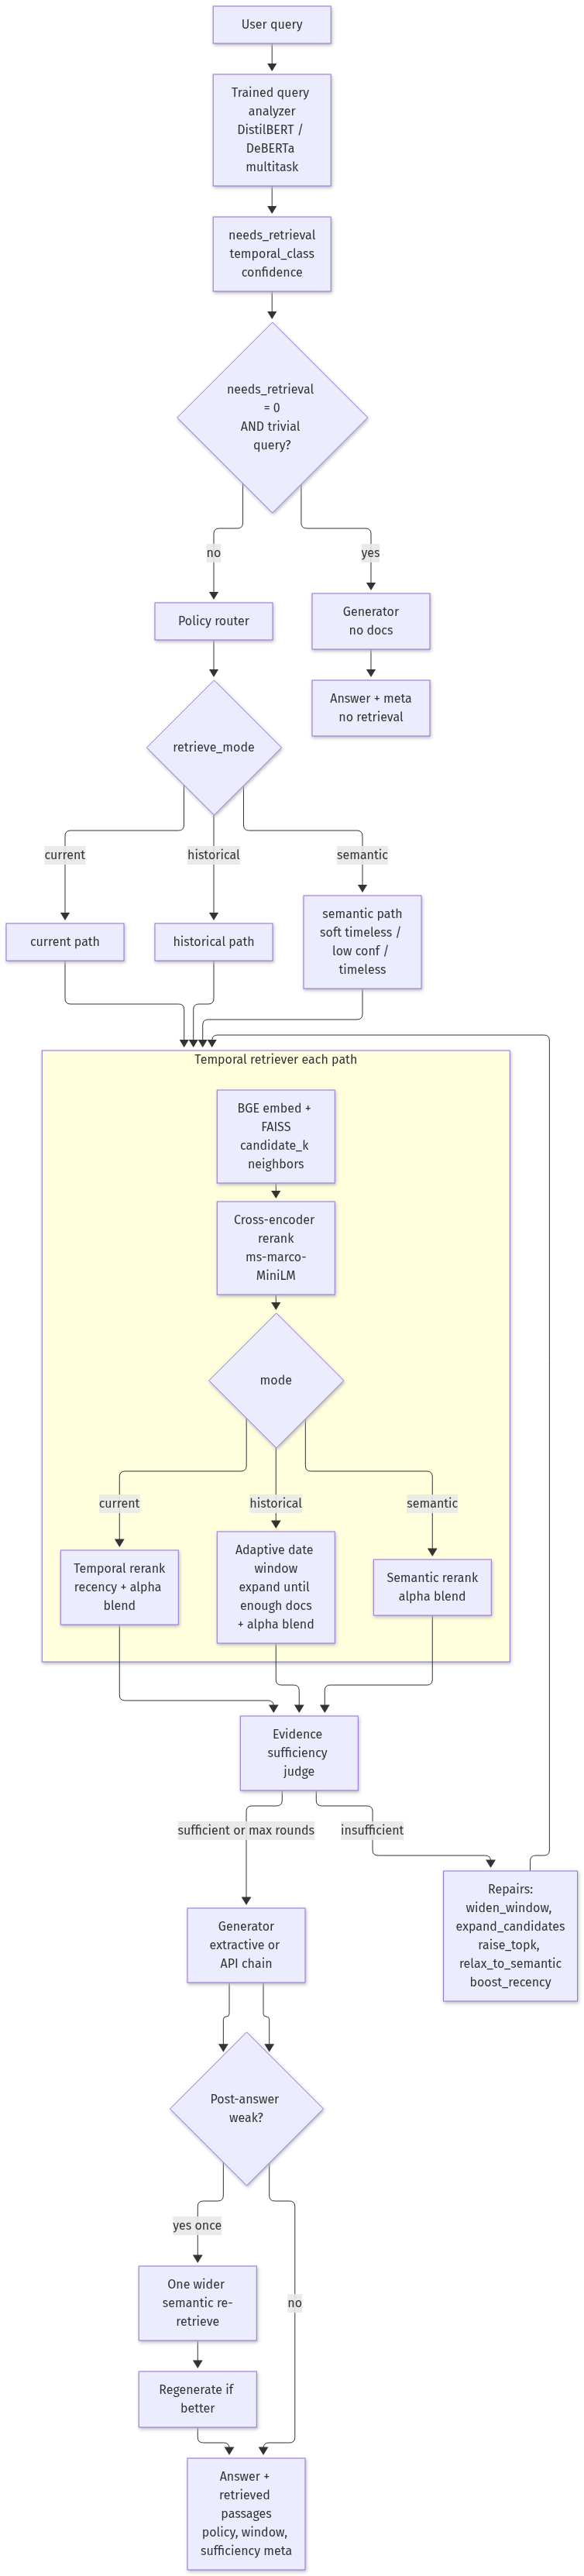 User query
Trained query
analyzer
DistilBERT /
DeBERTa
multitask
needs_retrieval
temporal_class
confidence
needs_retrieval
= 0
AND trivial
query?
no
yes
Policy router
Generator
no docs
Answer + meta
no retrieval
retrieve_mode
current
historical
semantic
current path
historical path
semantic path
soft timeless /
low conf /
timeless
Temporal retriever each path
BGE embed +
FAISS
candidate_k
neighbors
Cross-encoder
rerank
ms-marco-
MiniLM
mode
current
historical
semantic
Temporal rerank
recency + alpha
blend
Adaptive date
window
expand until
enough docs
+ alpha blend
Semantic rerank
alpha blend
Evidence
sufficiency
judge
sufficient or max rounds
insufficient
Generator
extractive or
API chain
Repairs:
widen_window,
expand_candidates
raise_topk,
relax_to_semantic
boost_recency
Post-answer
weak?
yes once
no
One wider
semantic re-
retrieve
Regenerate if
better
Answer +
retrieved
passages
policy, window,
sufficiency meta